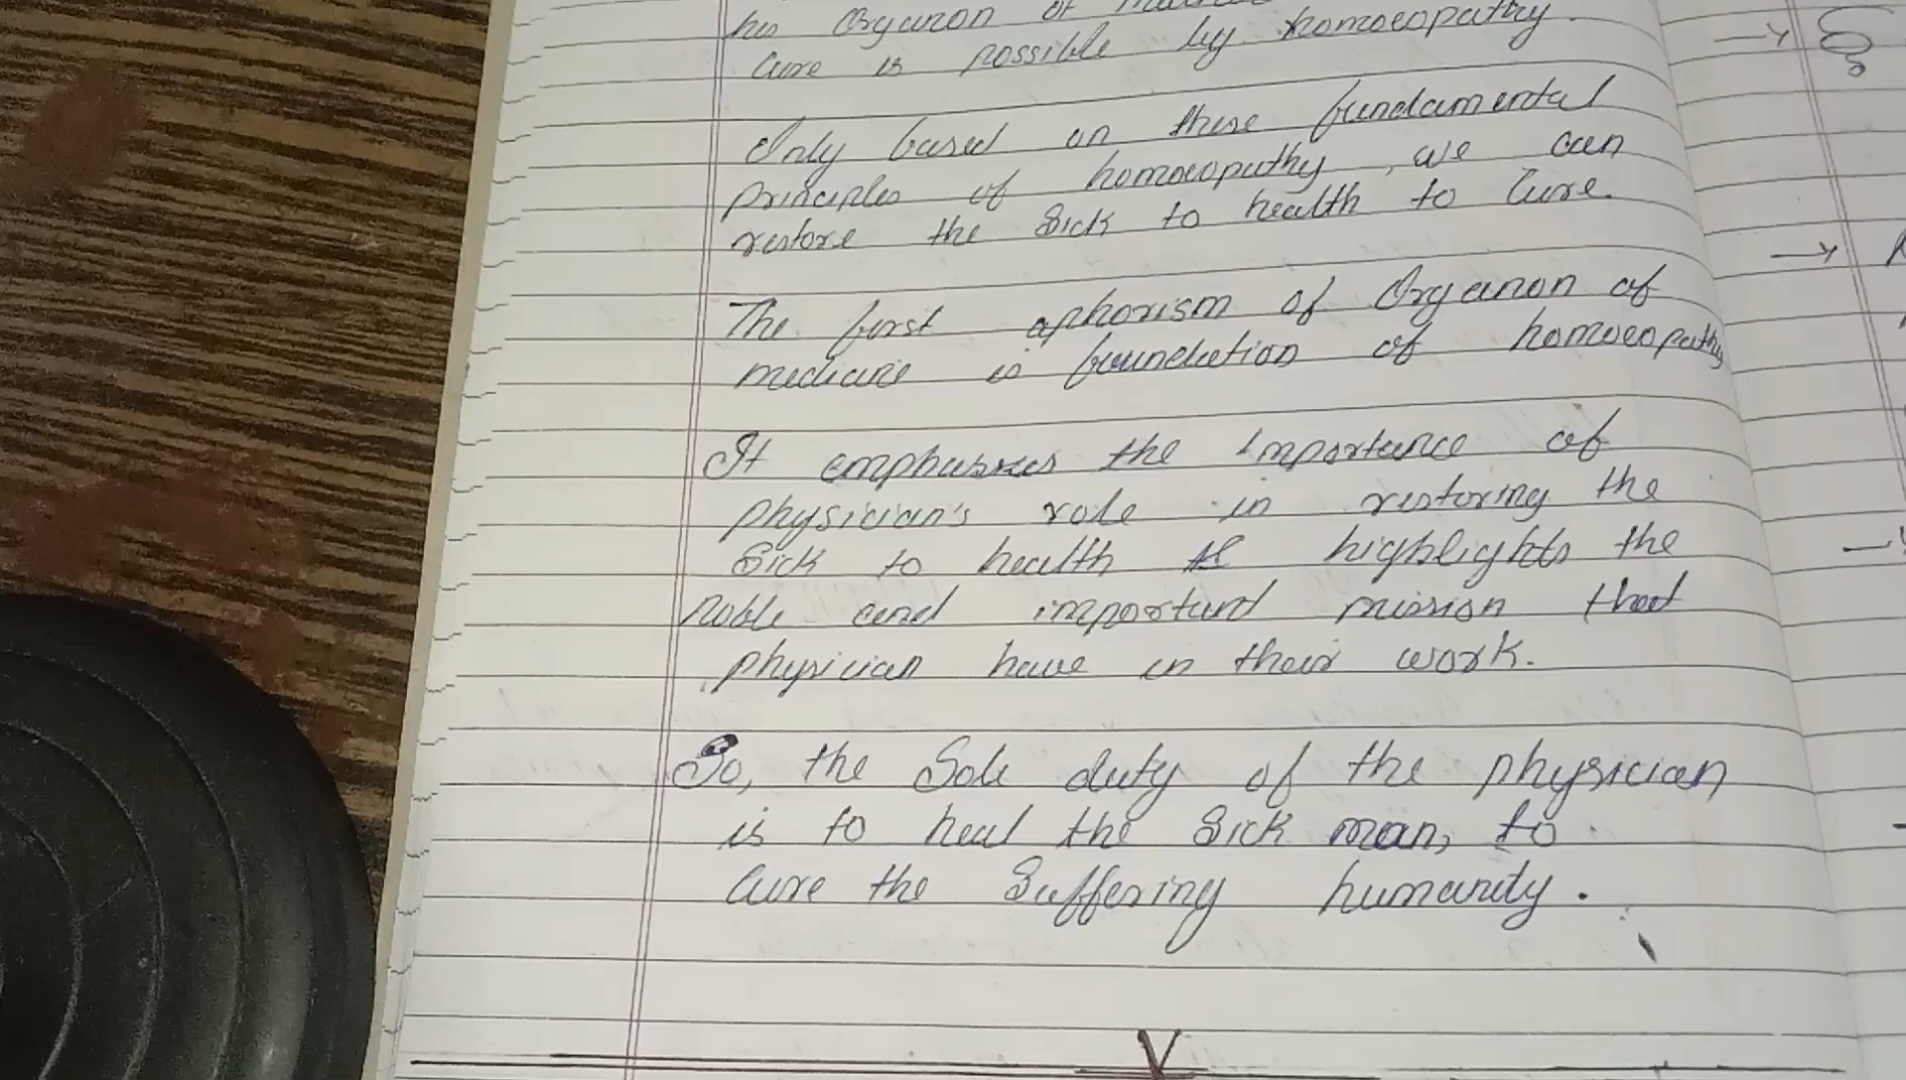 his Organon of
Cure is possible by homoeopathy.
Only based on these fundamental
principles of homoeopathy, we can
restore the sick to health to Cure.
The first aphorism of Organon of
medicine is foundation of homoeopathy
It emphasizes the importance of
physician's role in restoring the
Sick to health highlights the
Noble and important mission that
physician have in their work.
So, the Sole duty of the physician
is to heal the Sick man, to
Cure the Suffering humanity.